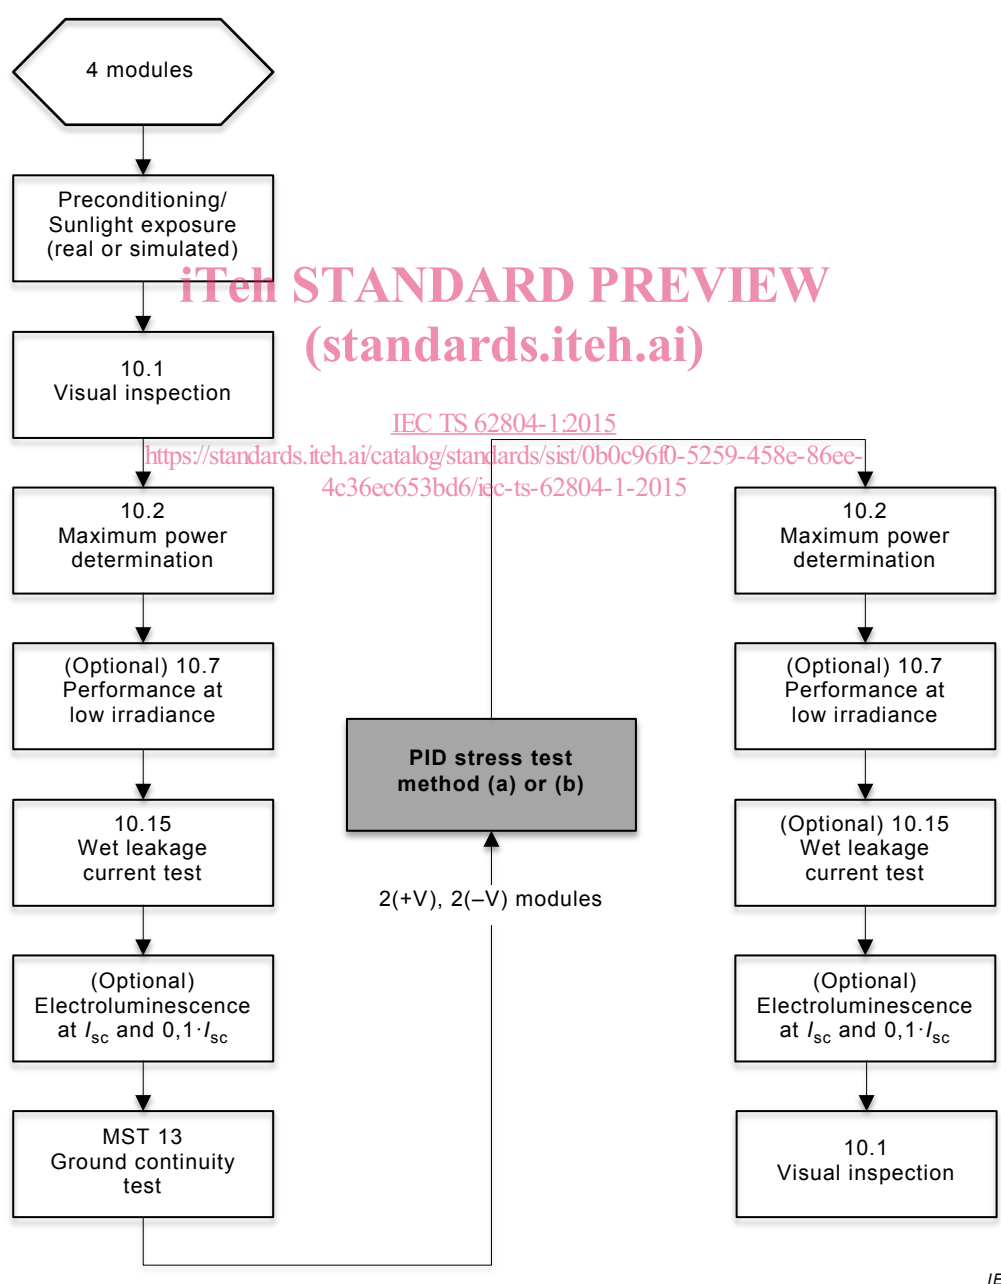 4 modules
Preconditioning/
Sunlight exposure
(real or simulated)
iTeh STANDARD PREVIEW
(standards.iteh.ai)
10.1
Visual inspection
IEC TS 62804-1:2015
https://standards.iteh.ai/catalog/standards/sist/0b0c96f0-5259-458e-86ee-
4c36ec653bd6/iec-ts-62804-1-2015
10.2
Maximum power
determination
(Optional) 10.7
Performance at
low irradiance
10.15
Wet leakage
current test
(Optional)
Electroluminescence
at Isc and 0,1·Isc
MST 13
Ground continuity
test
2(+V), 2(–V) modules
PID stress test
method (a) or (b)
10.2
Maximum power
determination
(Optional) 10.7
Performance at
low irradiance
(Optional) 10.15
Wet leakage
current test
(Optional)
Electroluminescence
at Isc and 0,1·Isc
10.1
Visual inspection